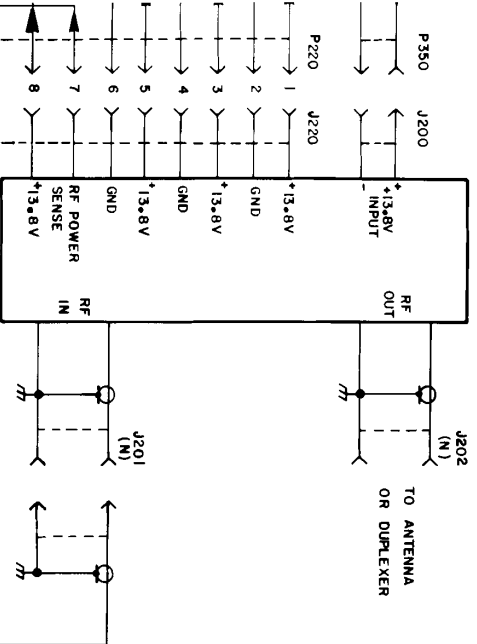 P220
P350
8
7
6
5
4
3
2
1
J220
J200
+13.8V
RF POWER
SENSE
GND
+13.8V
GND
+13.8V
GND
+13.8V
+
+13.8V
INPUT
-
RF
IN
RF
OUT
J201
(N)
J202
(N)
TO ANTENNA
OR DUPLEXER